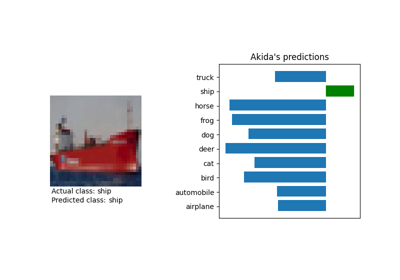 Akida's predictions
truck
ship
horse
frog
dog
deer
cat
bird
automobile
airplane
Actual class: ship
Predicted class: ship